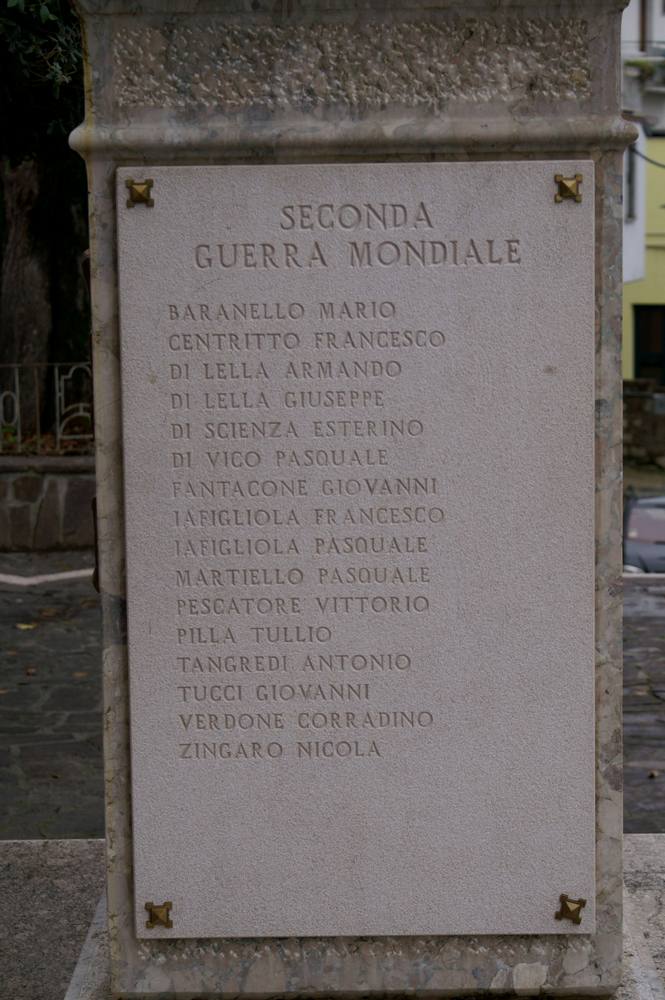 SECONDA
GUERRA MONDIALE
BARANELLO MARIO
CENTRITTO FRANCESCO
DI LELLA ARMANDO
DI LELLA GIUSEPPE
DI SCIENZA ESTERINO
DI VICO PASQUALE
FANTACONE GIOVANNI
IAFIGLIOLA FRANCESCO
IAFIGLIOLA PASQUALE
MARTIELLO PASQUALE
PESCATORE VITTORIO
PILLA TULLIO
TANGREDI ANTONIO
TUCCI GIOVANNI
VERDONE CORRADINO
ZINGARO NICOLA